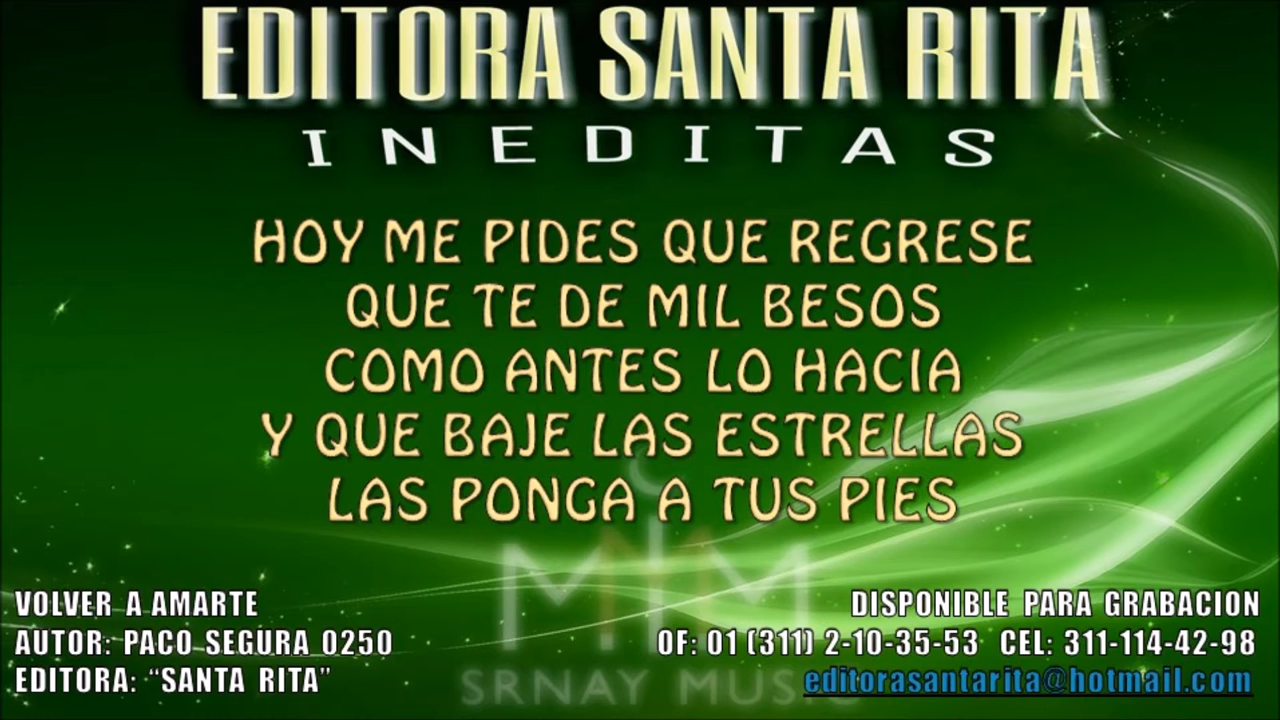 EDITORA SANTA RITA
INEDITAS
HOY ME PIDES QUE REGRESE
QUE TE DE MIL BESOS
COMO ANTES LO HACIA
Y QUE BAJE LAS ESTRELLAS
LAS PONGA A TUS PIES
MIM
SRNAY MUSIC
VOLVER A AMARTE
AUTOR: PACO SEGURA 0250
EDITORA: “SANTA RITA”
DISPONIBLE PARA GRABACION
OF: 01 (311) 2-10-35-53 CEL: 311-114-42-98
editorasantarita@hotmail.com